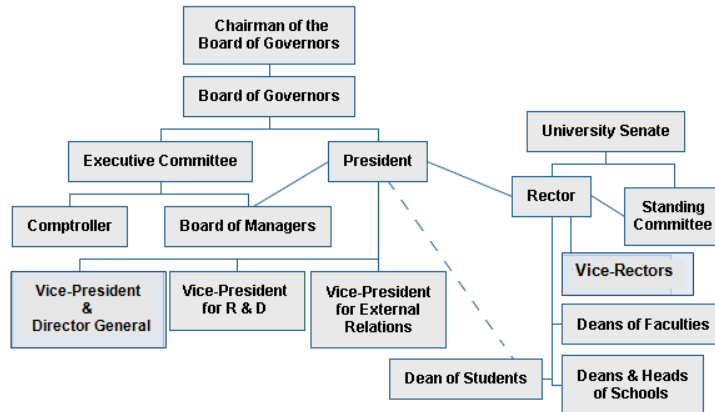 Chairman of the
Board of Governors
Board of Governors
University Senate
Executive Committee
President
Rector
Standing
Committee
Comptroller
Board of Managers
Vice-Rectors
Vice-President
&
Director General
Vice-President
for R & D
Vice-President
for External
Relations
Deans of Faculties
Dean of Students
Deans & Heads
of Schools